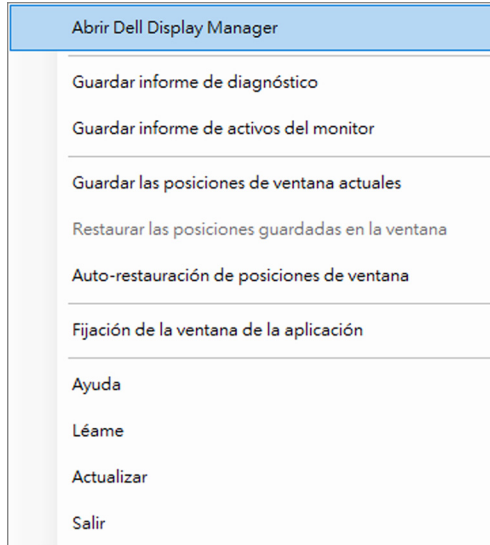 Abrir Dell Display Manager
Guardar informe de diagnóstico
Guardar informe de activos del monitor
Guardar las posiciones de ventana actuales
Restaurar las posiciones guardadas en la ventana
Auto-restauración de posiciones de ventana
Fijación de la ventana de la aplicación
Ayuda
Léame
Actualizar
Salir